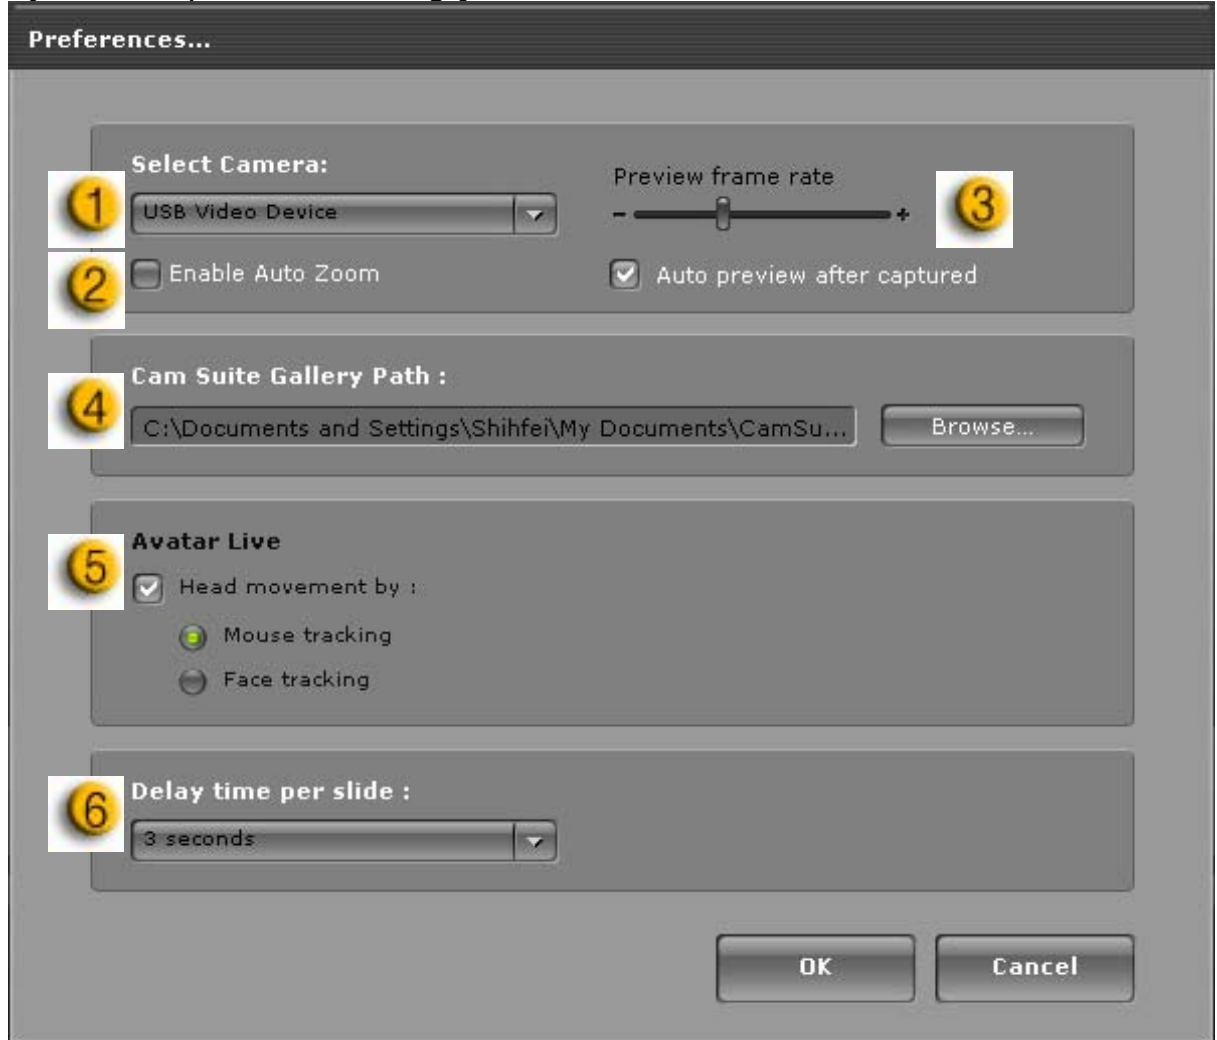 Preferences...
Select Camera:
Preview frame rate
1
USB Video Device
- +
3
2
Enable Auto Zoom
Auto preview after captured
Cam Suite Gallery Path :
4
C:\Documents and Settings\Shihfei\My Documents\CamSu...
Browse...
Avatar Live
5
Head movement by :
Mouse tracking
Face tracking
6
Delay time per slide :
3 seconds
OK
Cancel